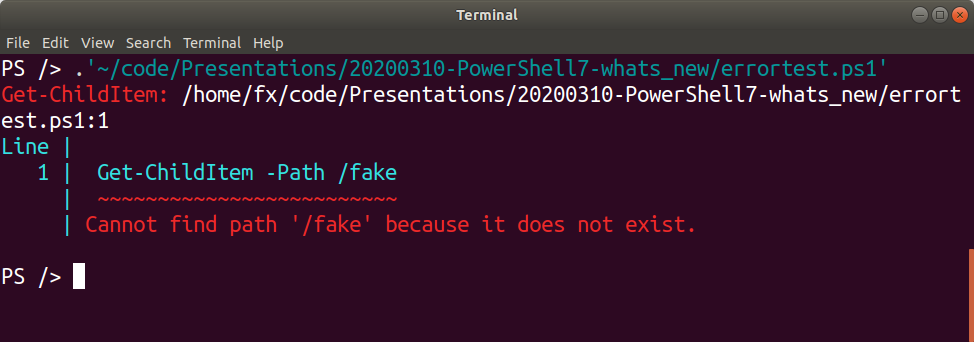 Terminal
File Edit View Search Terminal Help
PS /> .'~/code/Presentations/20200310-PowerShell7-whats_new/errortest.ps1'
Get-ChildItem: /home/fx/code/Presentations/20200310-PowerShell7-whats_new/errort
est.ps1:1
Line |
   1 |  Get-ChildItem -Path /fake
     |  ~~~~~~~~~~~~~~~~~~~~~~~~~
     | Cannot find path '/fake' because it does not exist.
PS />